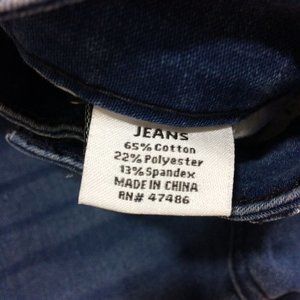 JEANS
65% Cotton
22% Polyester
13% Spandex
MADE IN CHINA
RN# 47486